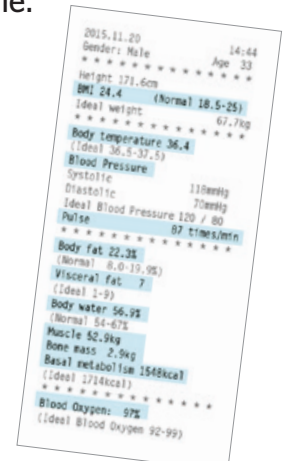 ne.
2015.11.20 14:44
Gender: Male Age 33
* * * * * * * * * * * * * *
Height 171.6cm
BMI 24.4 (Normal 18.5-25)
Ideal weight 67.7kg
* * * * * * * * * * * * * *
Body temperature 36.4
(Ideal 36.5-37.5)
Blood Pressure
Systolic 118mmHg
Diastolic 70mmHg
Ideal Blood Pressure 120 / 80
Pulse 87 times/min
* * * * * * * * * * * * * *
Body fat 22.3%
(Normal 8.0-19.9%)
Visceral fat 7
(Ideal 1-9)
Body water 56.9%
(Normal 54-67%
Muscle 52.9kg
Bone mass 2.9kg
Basal metabolism 1548kcal
(Ideal 1714kcal)
* * * * * * * * * * * * * *
Blood Oxygen: 97%
(Ideal Blood Oxygen 92-99)